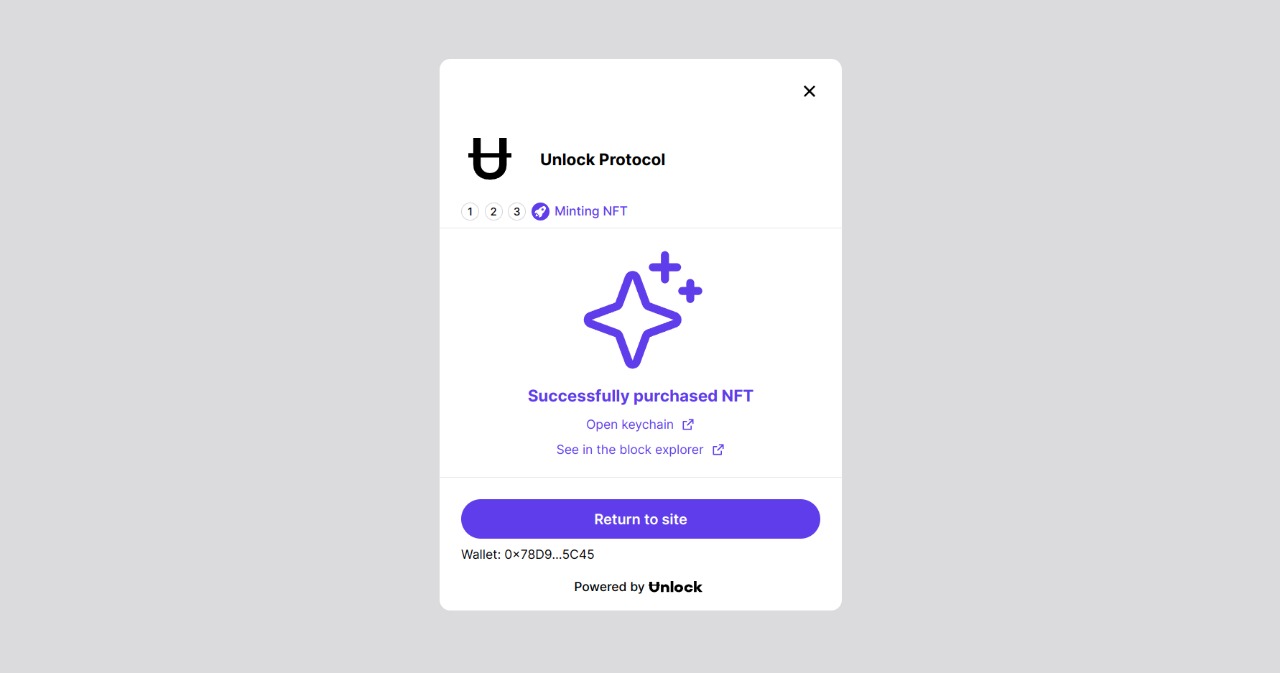 Unlock Protocol
1 2 3 Minting NFT
Successfully purchased NFT
Open keychain
See in the block explorer
Return to site
Wallet: 0x78D9...5C45
Powered by Unlock